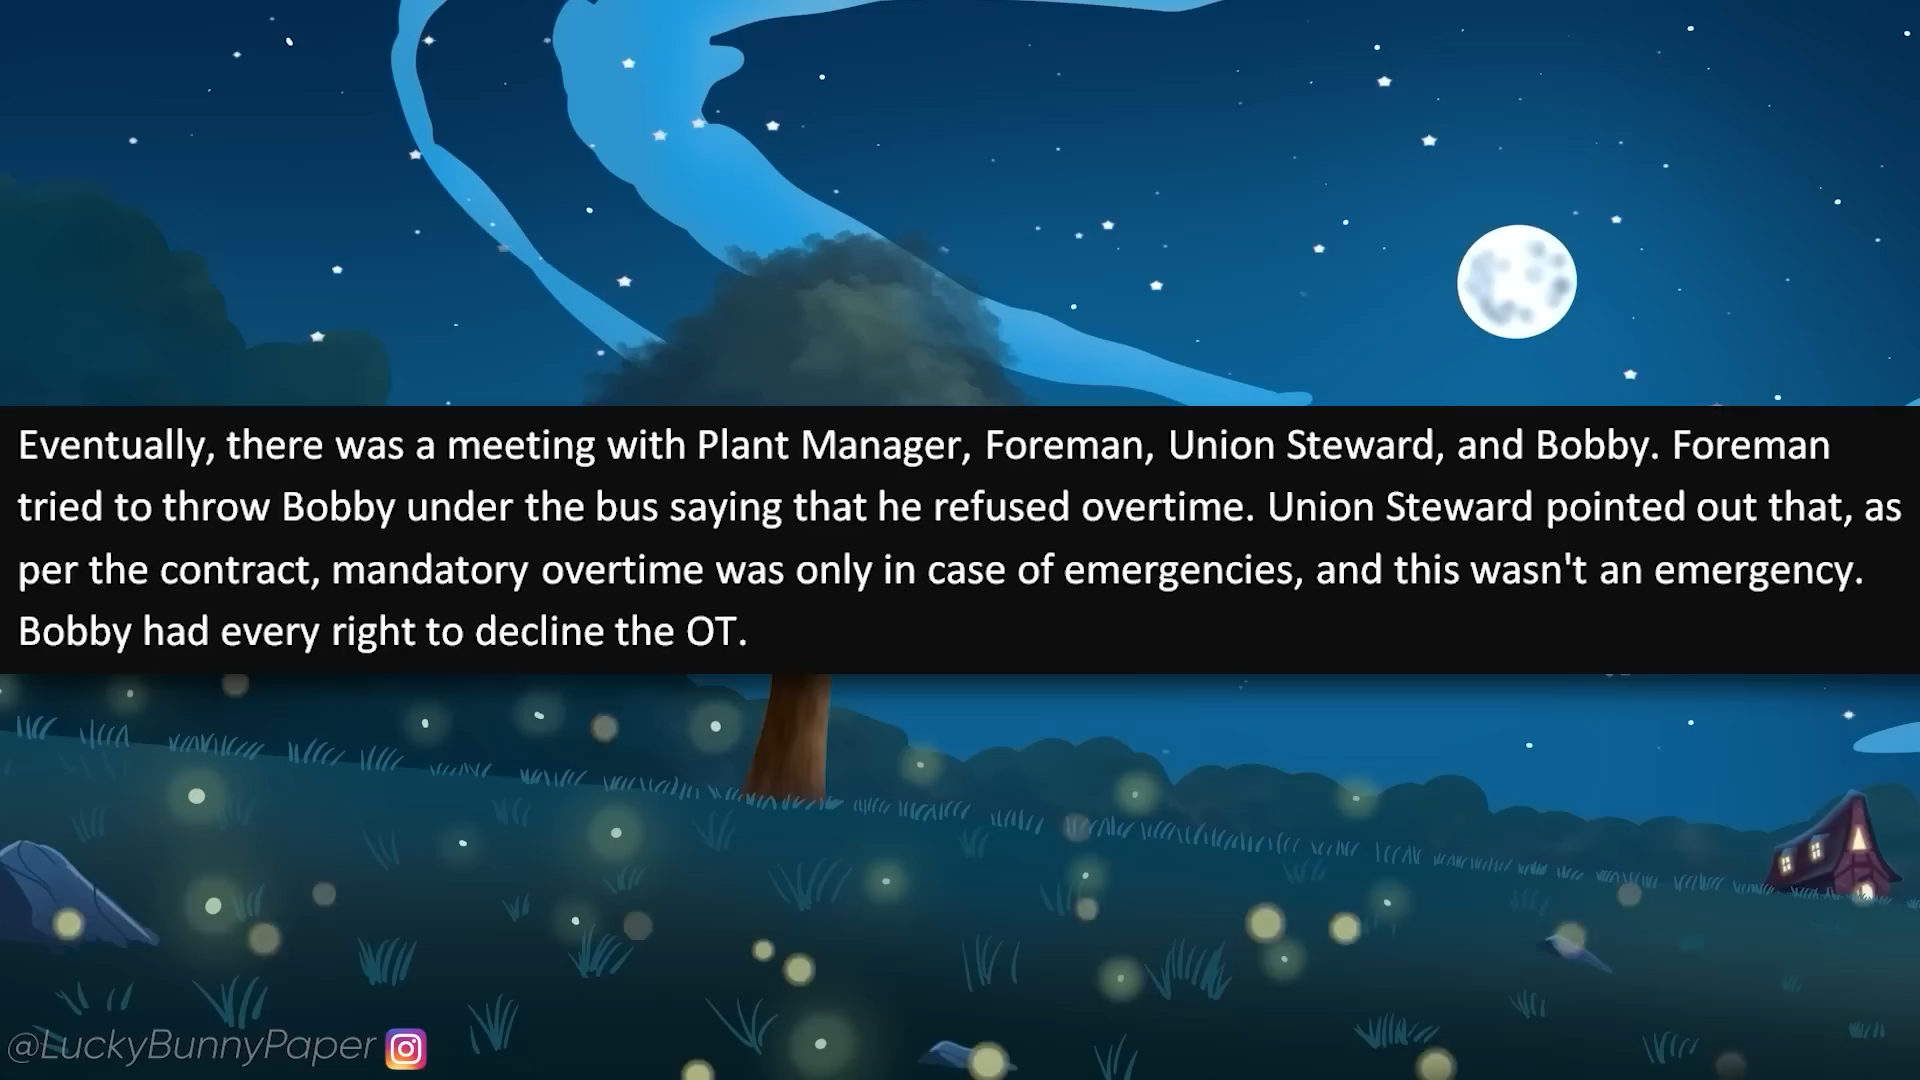 Eventually, there was a meeting with Plant Manager, Foreman, Union Steward, and Bobby. Foreman
tried to throw Bobby under the bus saying that he refused overtime. Union Steward pointed out that, as
per the contract, mandatory overtime was only in case of emergencies, and this wasn't an emergency.
Bobby had every right to decline the OT.
@LuckyBunnyPaper